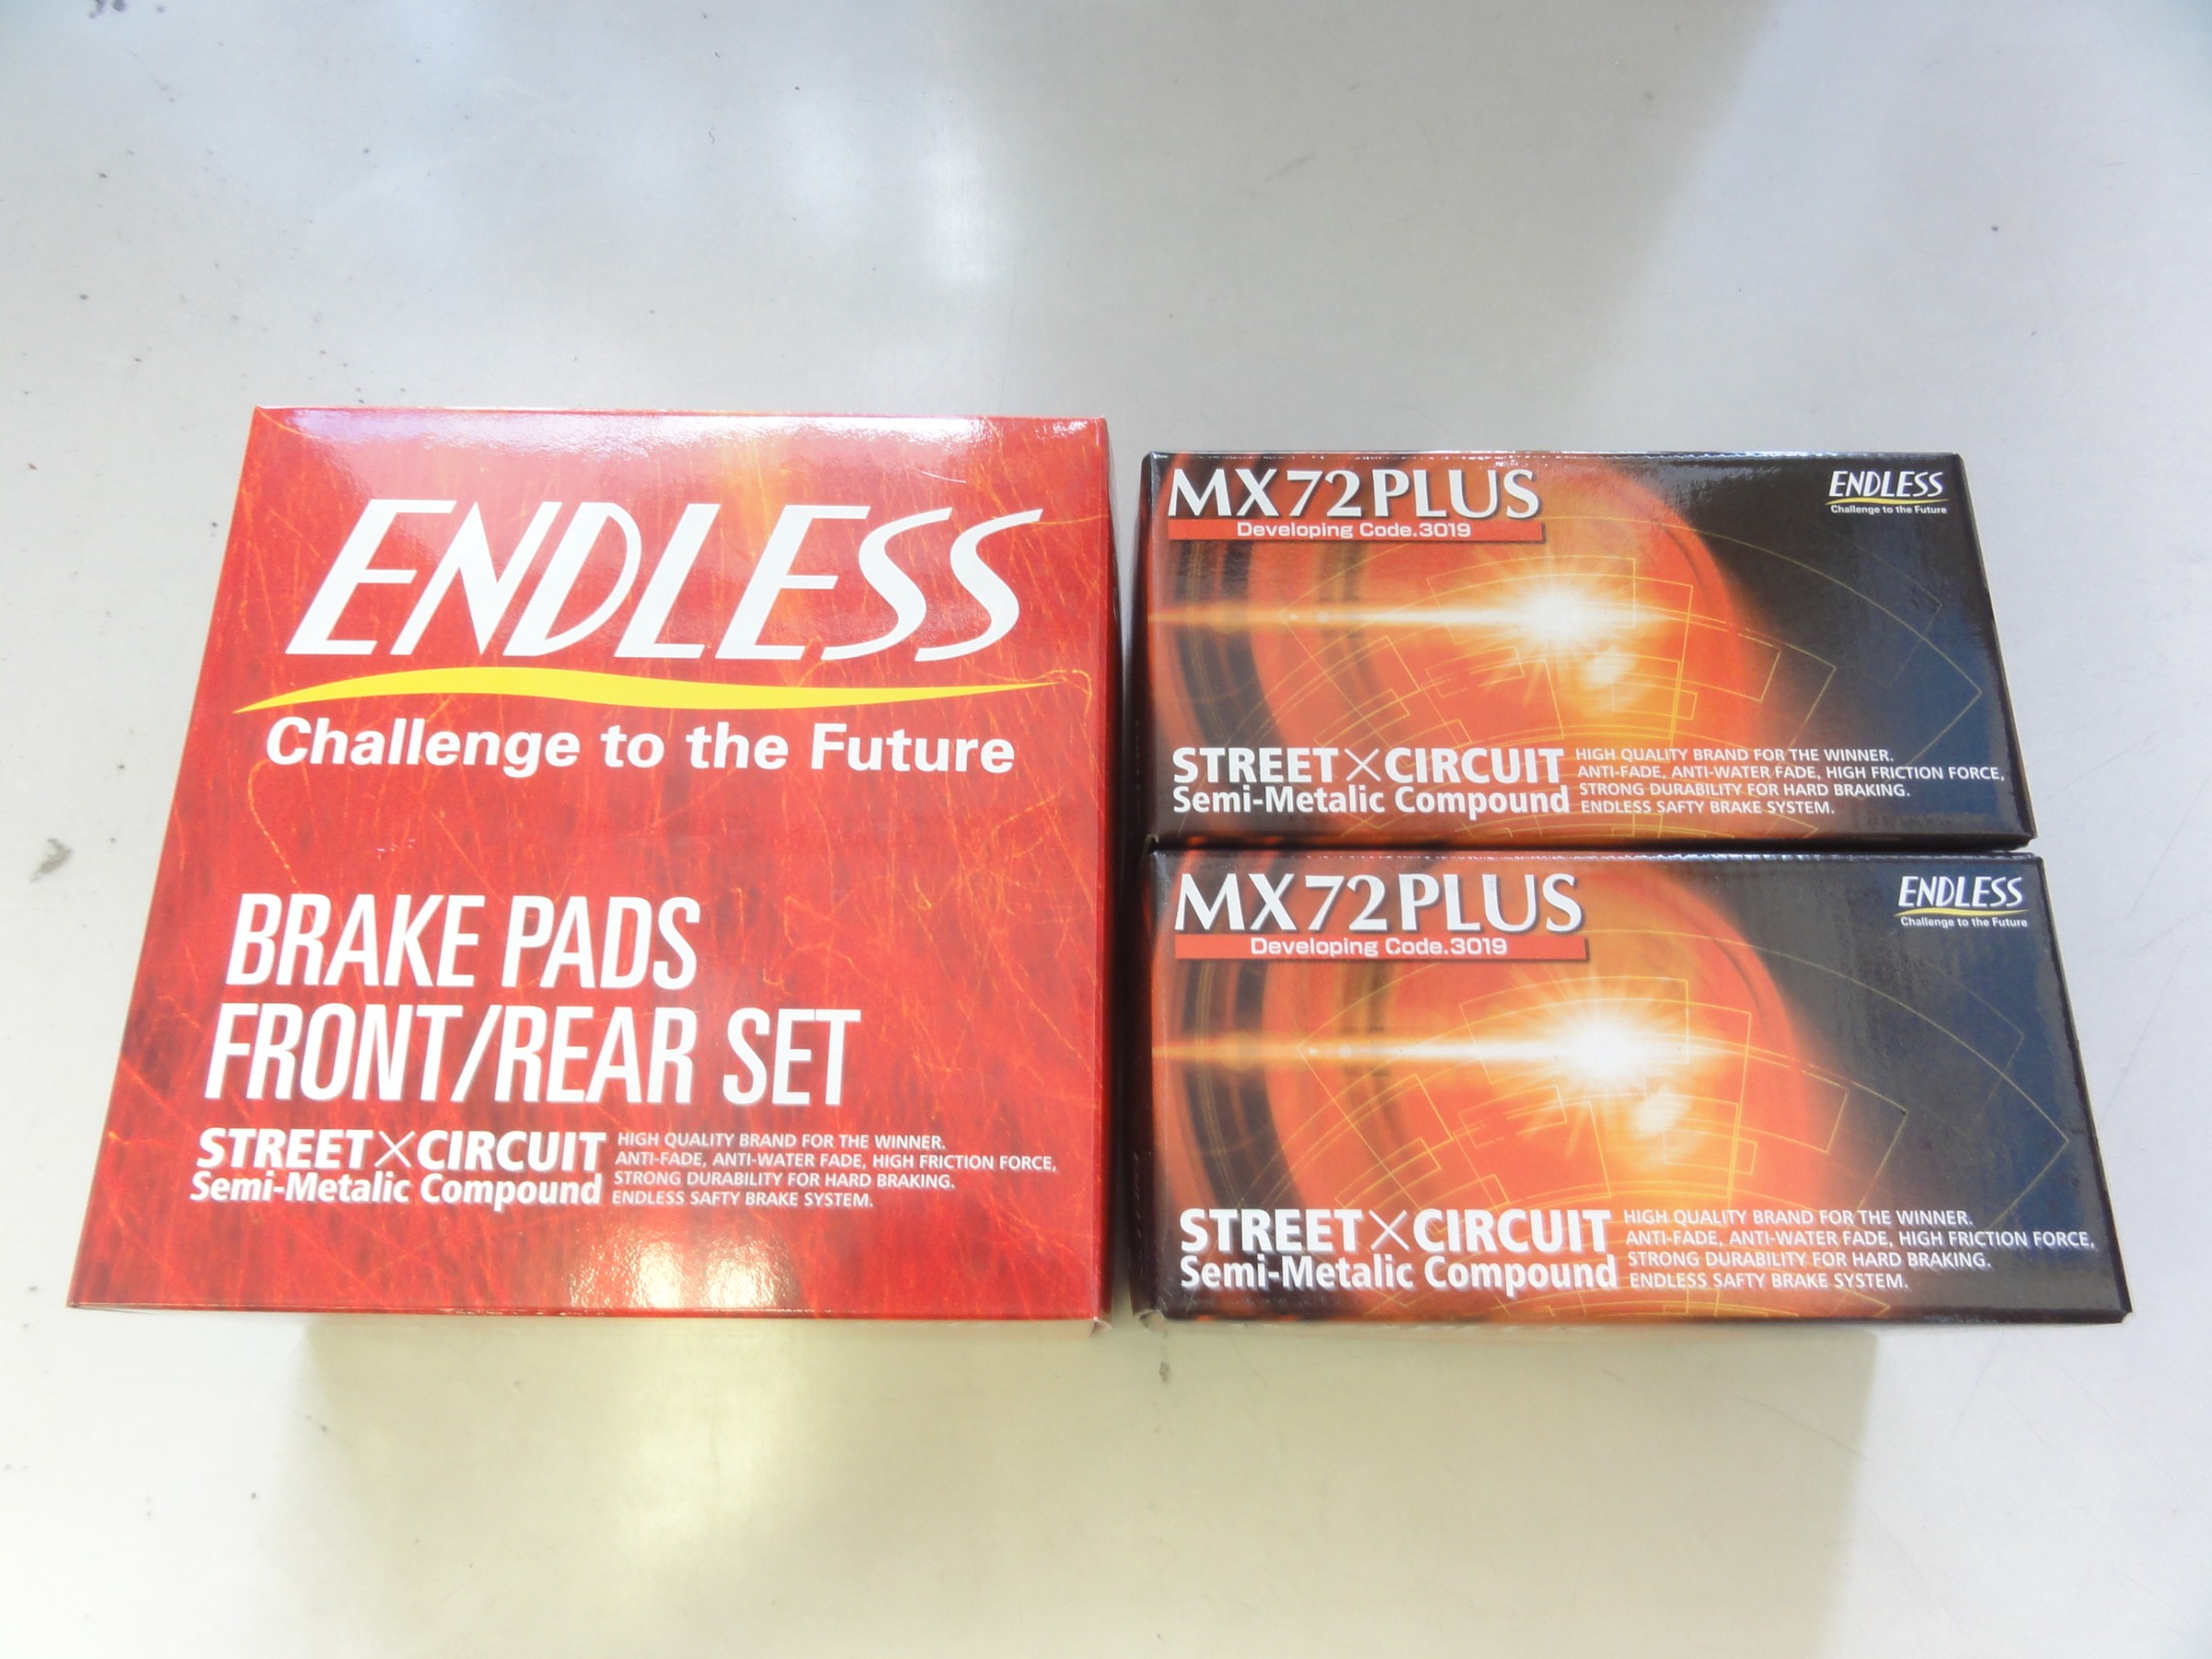 ENDLESS
Challenge to the Future
BRAKE PADS
FRONT/REAR SET
STREET×CIRCUIT
Semi-Metalic Compound
HIGH QUALITY BRAND FOR THE WINNER.
ANTI-FADE, ANTI-WATER FADE, HIGH FRICTION FORCE,
STRONG DURABILITY FOR HARD BRAKING.
ENDLESS SAFTY BRAKE SYSTEM.
MX72PLUS
Developing Code.3019
ENDLESS
Challenge to the Future
STREET×CIRCUIT
Semi-Metalic Compound
HIGH QUALITY BRAND FOR THE WINNER.
ANTI-FADE, ANTI-WATER FADE, HIGH FRICTION FORCE,
STRONG DURABILITY FOR HARD BRAKING.
ENDLESS SAFTY BRAKE SYSTEM.
MX72PLUS
Developing Code.3019
ENDLESS
Challenge to the Future
STREET×CIRCUIT
Semi-Metalic Compound
HIGH QUALITY BRAND FOR THE WINNER.
ANTI-FADE, ANTI-WATER FADE, HIGH FRICTION FORCE,
STRONG DURABILITY FOR HARD BRAKING.
ENDLESS SAFTY BRAKE SYSTEM.